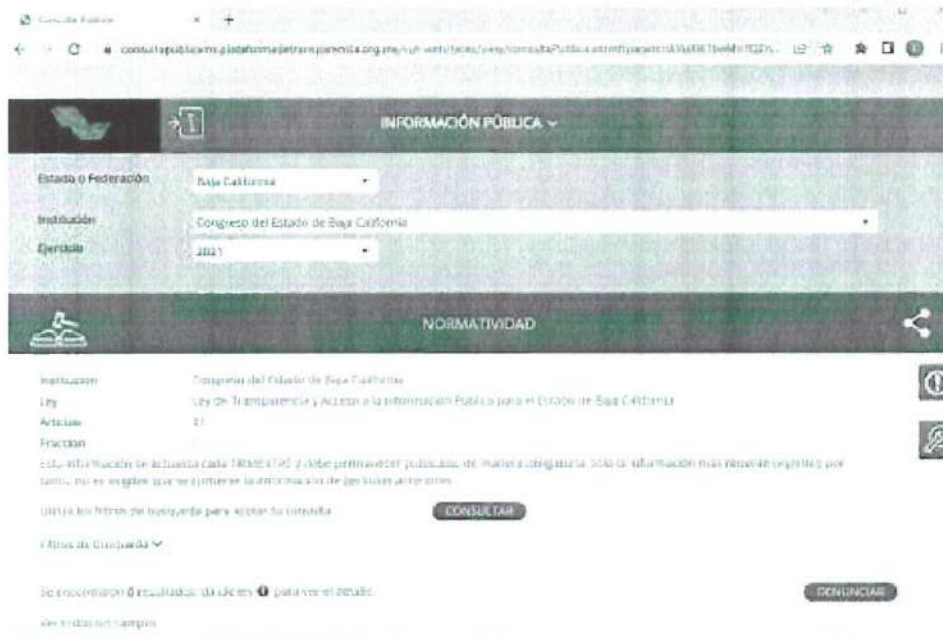 Consulta Pública
INFORMACIÓN PÚBLICA
Estado o Federación
Baja California
Institución
Congreso del Estado de Baja California
Ejercicio
2021
NORMATIVIDAD
Institución Congreso del Estado de Baja California
Ley Ley de Transparencia y Acceso a la Información Pública para el Estado de Baja California
Artículo
Fracción
Esta información se actualiza cada TRIMESTRE y debe permanecer publicada de manera obligatoria, solo la información más reciente (vigente), por
Utiliza los filtros de búsqueda para acotar tu consulta CONSULTAR
Filtros de búsqueda
Se encontraron resultados, da clic en para ver el detalle. DENUNCIAR
Ver todos los campos